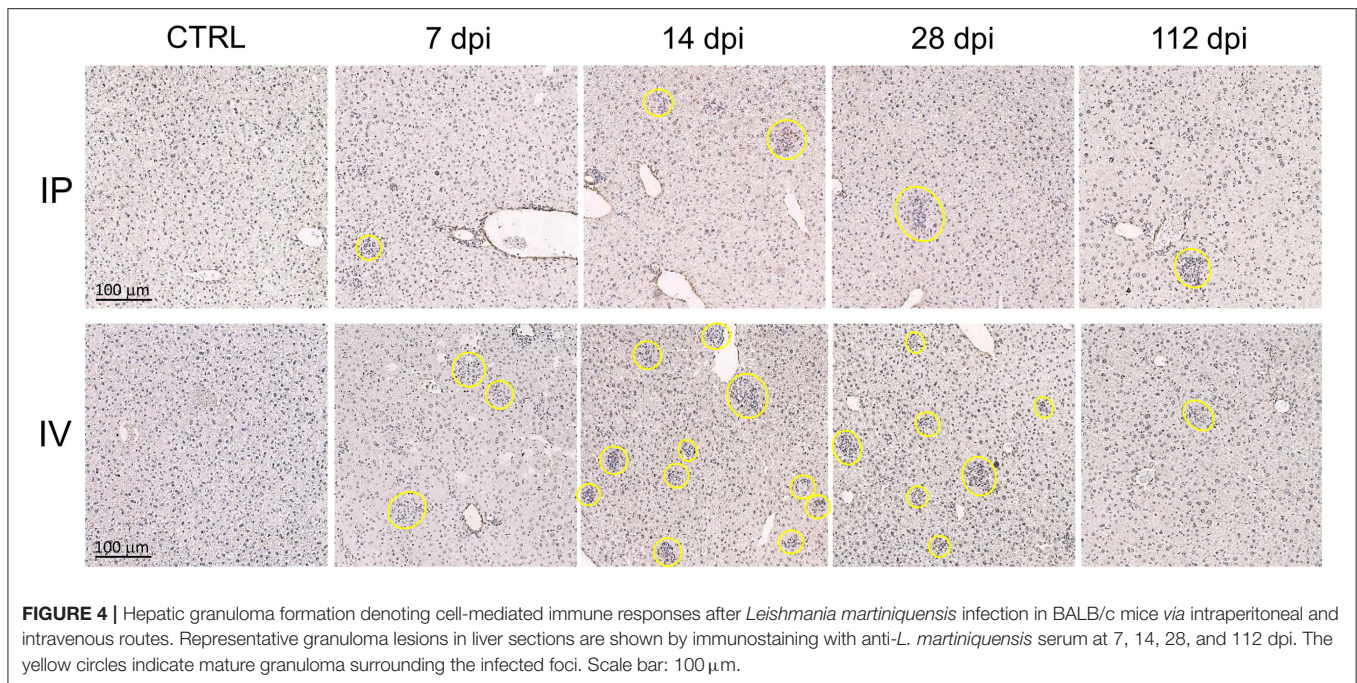 CTRL 7 dpi 14 dpi 28 dpi 112 dpi
IP
100 µm
IV
100 µm
FIGURE 4 | Hepatic granuloma formation denoting cell-mediated immune responses after Leishmania martiniquensis infection in BALB/c mice via intraperitoneal and
intravenous routes. Representative granuloma lesions in liver sections are shown by immunostaining with anti-L. martiniquensis serum at 7, 14, 28, and 112 dpi. The
yellow circles indicate mature granuloma surrounding the infected foci. Scale bar: 100 µm.